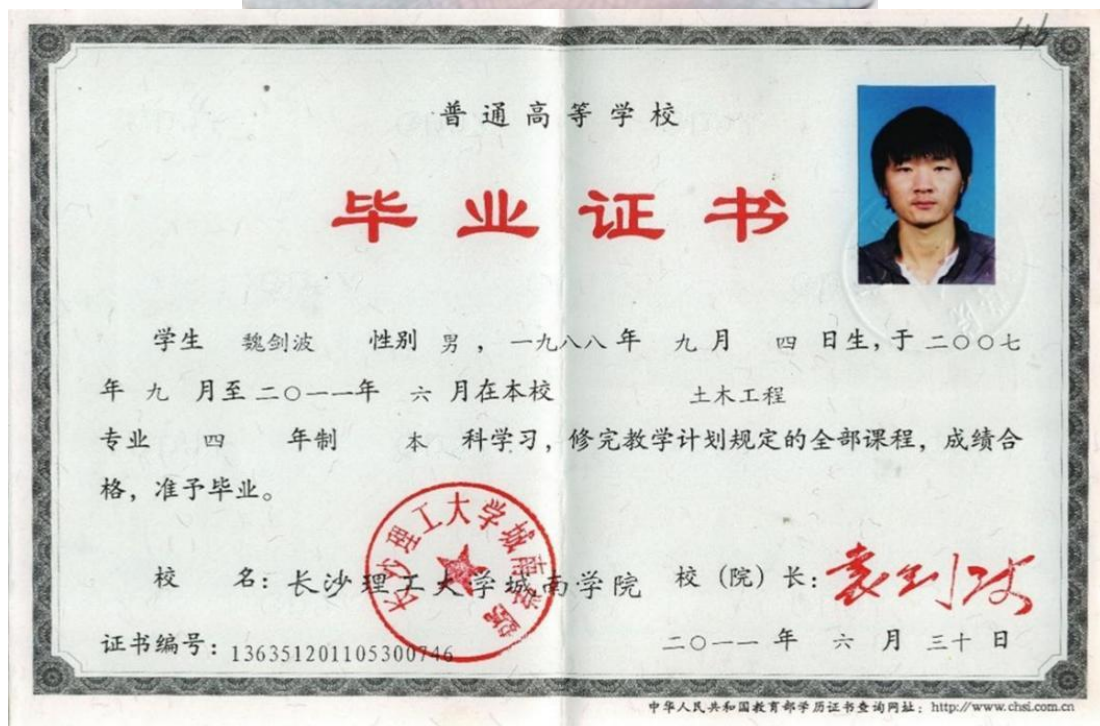 46
普通高等学校
毕业证书
学生 魏剑波 性别 男 , 一九八八年 九月 四日生,于二〇〇七
年 九 月至二〇一一年 六 月在本校 土木工程
专业 四 年制 本 科学习,修完教学计划规定的全部课程,成绩合
格,准予毕业。
长沙理工大学城南学院
校 名:长沙理工大学城南学院 校(院)长:
证书编号:136351201105300746 二〇一一 年 六 月 三十 日
中华人民共和国教育部学历证书查询网址:http://www.chsi.com.cn